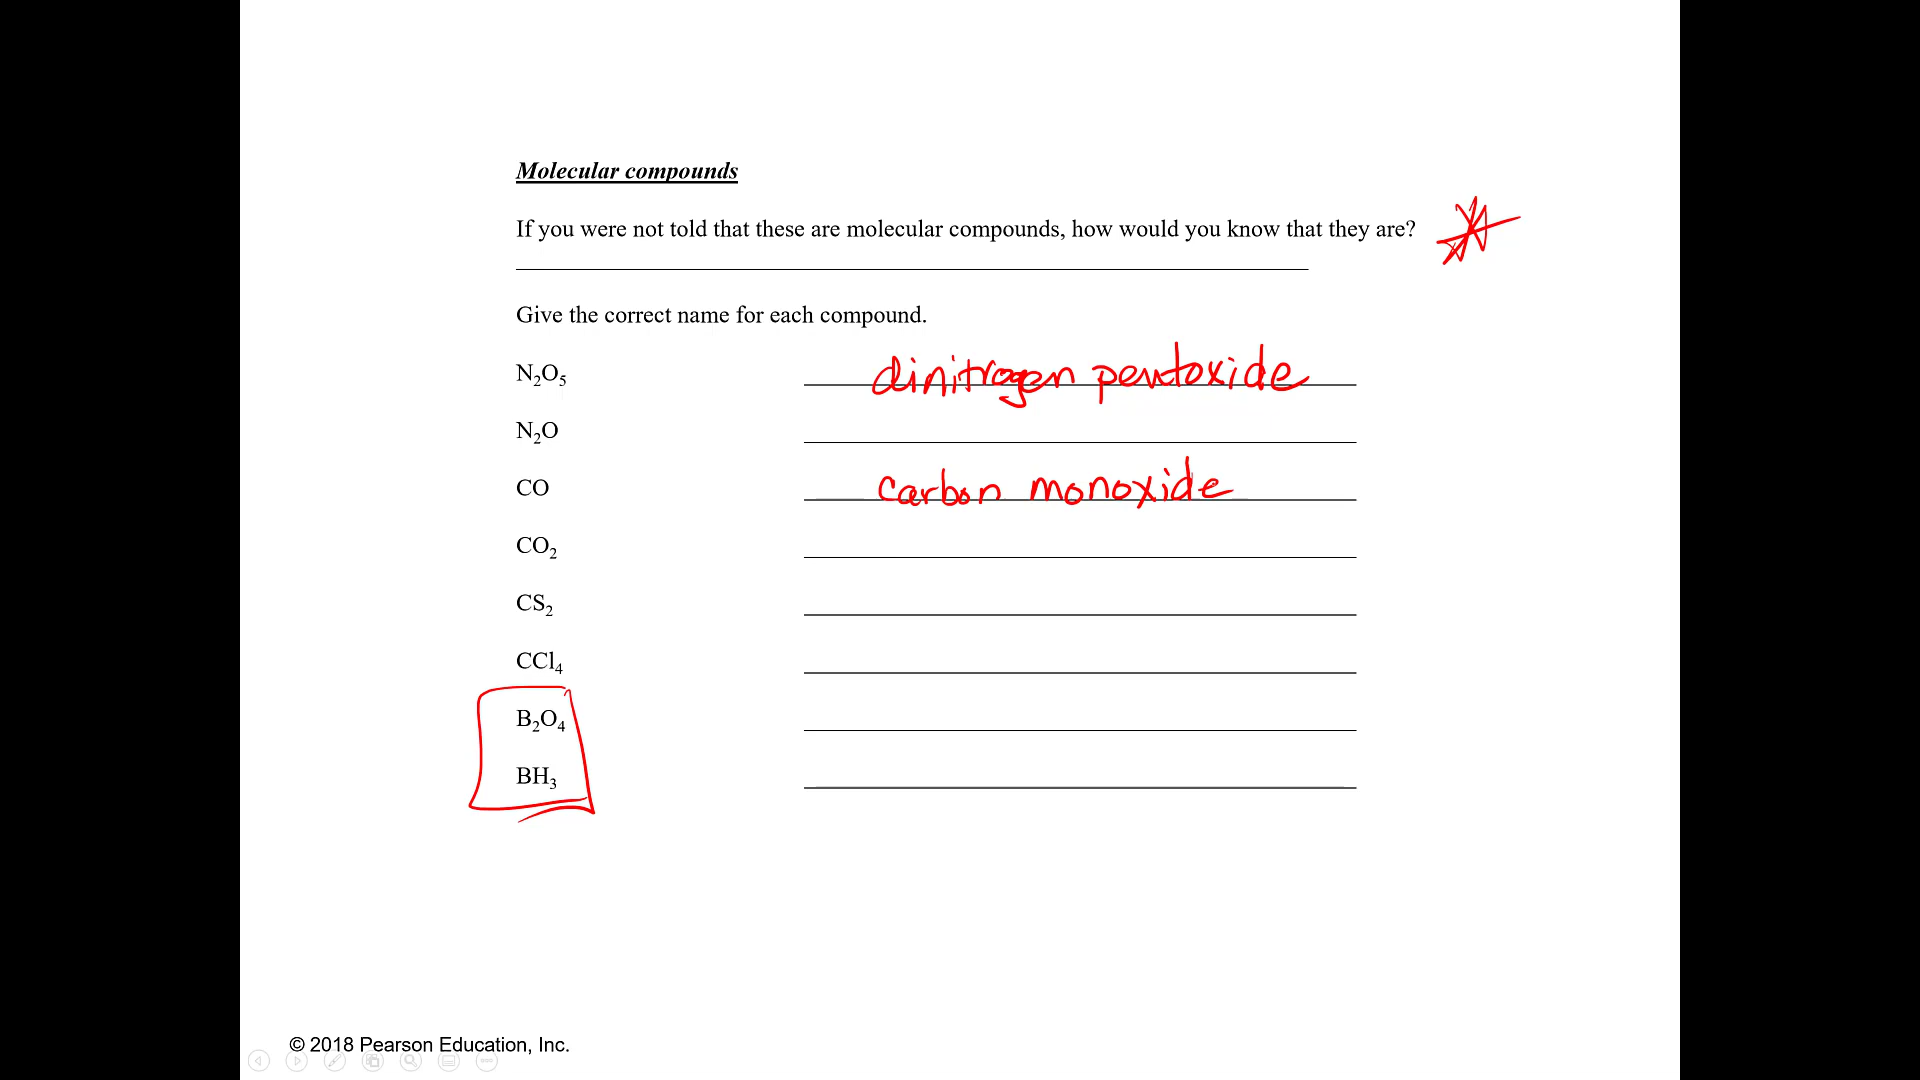 Molecular compounds
If you were not told that these are molecular compounds, how would you know that they are?
Give the correct name for each compound.
N₂O₅ dinitrogen pentoxide
N₂O
CO carbon monoxide
CO₂
CS₂
CCl₄
B₂O₄
BH₃
© 2018 Pearson Education, Inc.